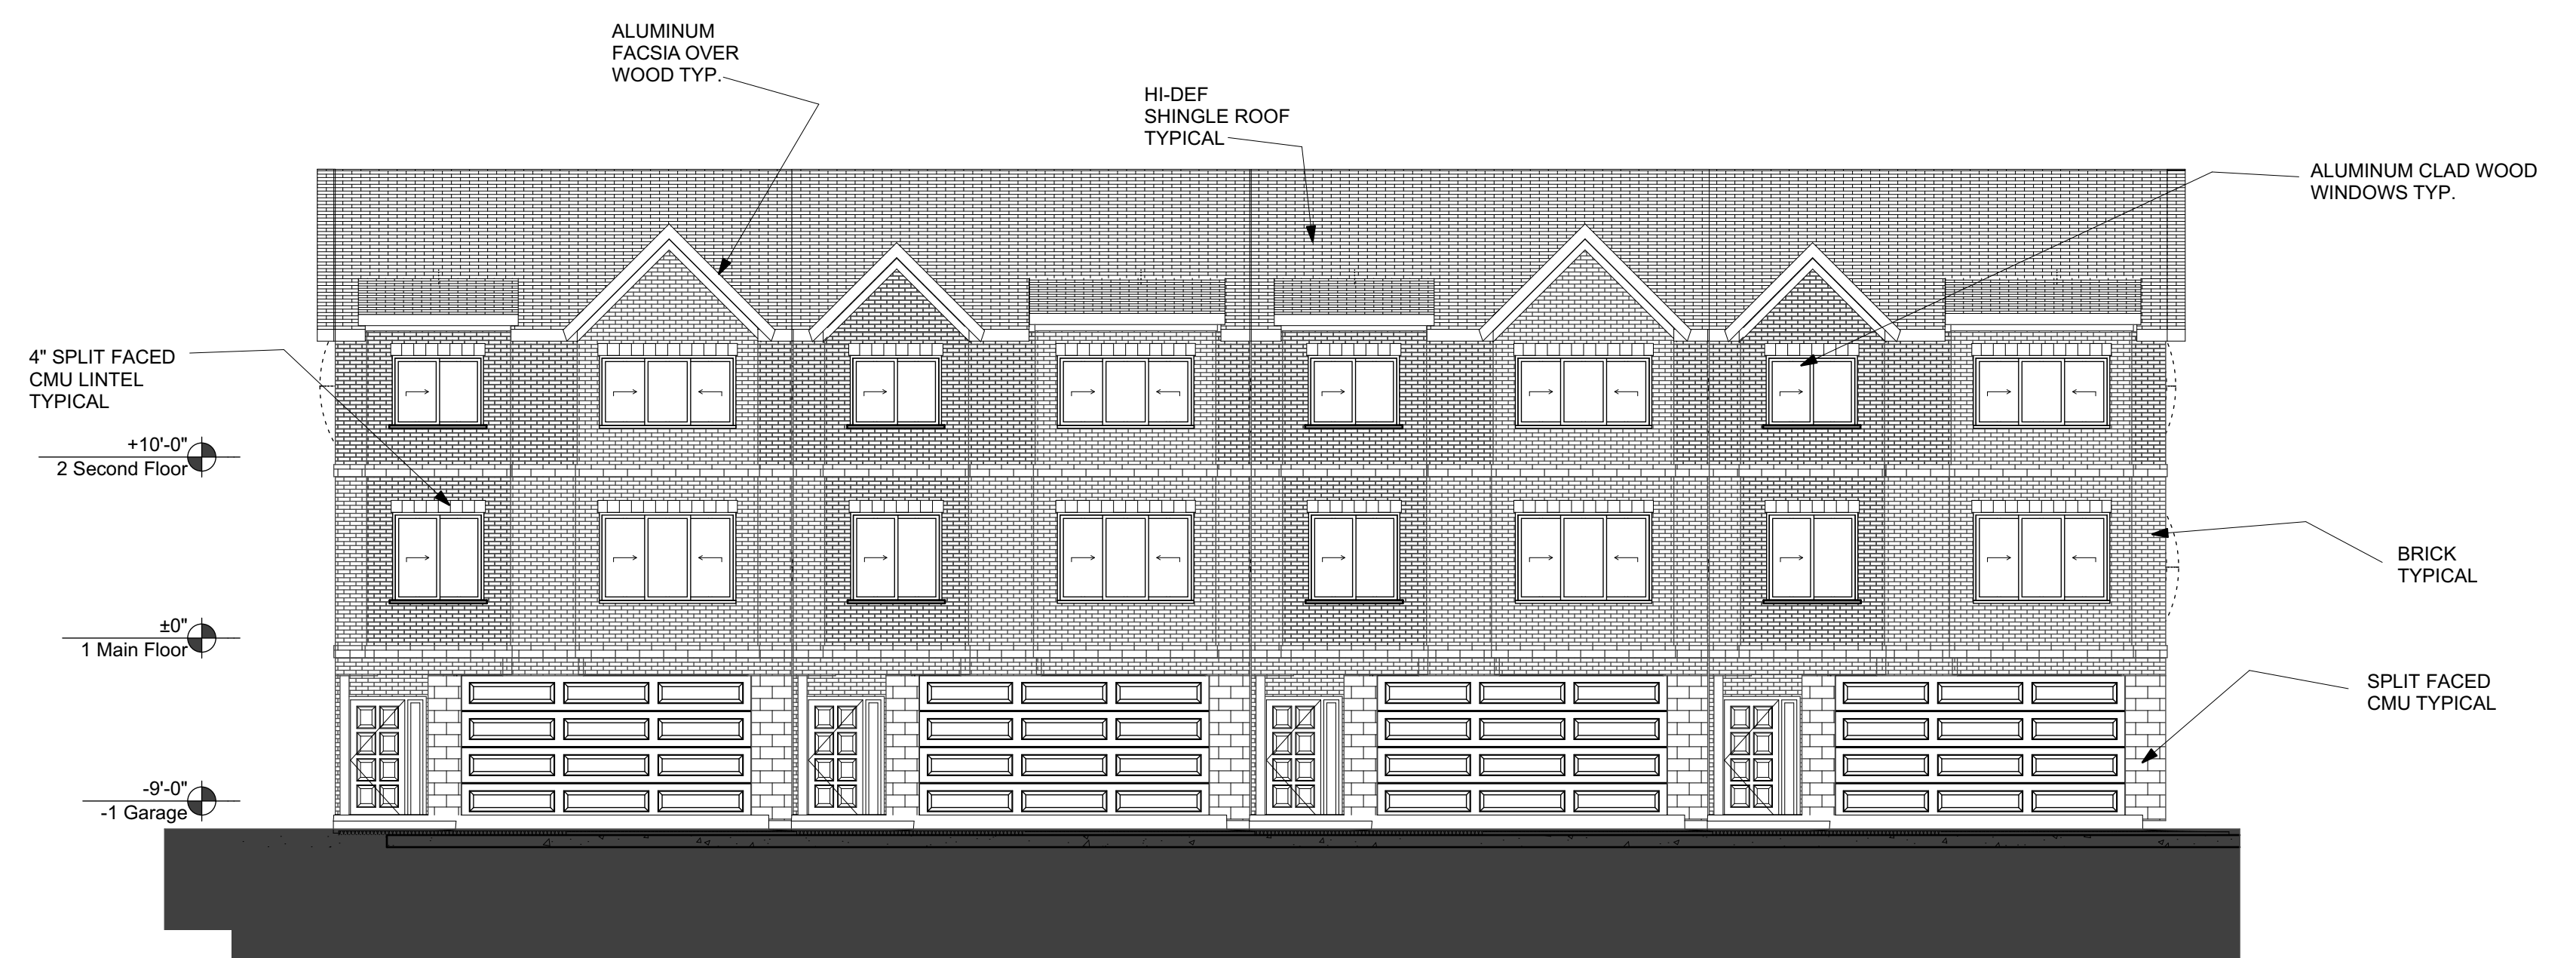 ALUMINUM
FACSIA OVER
WOOD TYP.
HI-DEF
SHINGLE ROOF
TYPICAL
ALUMINUM CLAD WOOD
WINDOWS TYP.
4" SPLIT FACED
CMU LINTEL
TYPICAL
+10'-0"
2 Second Floor
BRICK
TYPICAL
±0"
1 Main Floor
SPLIT FACED
CMU TYPICAL
-9'-0"
-1 Garage